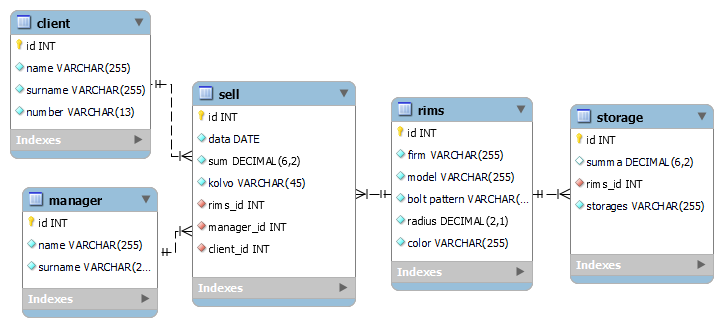 client
id INT
name VARCHAR(255)
surname VARCHAR(255)
number VARCHAR(13)
Indexes
manager
id INT
name VARCHAR(255)
surname VARCHAR(2...
Indexes
sell
id INT
data DATE
sum DECIMAL(6,2)
kolvo VARCHAR(45)
rims_id INT
manager_id INT
client_id INT
Indexes
rims
id INT
firm VARCHAR(255)
model VARCHAR(255)
bolt pattern VARCHAR(...
radius DECIMAL(2,1)
color VARCHAR(255)
Indexes
storage
id INT
summa DECIMAL(6,2)
rims_id INT
storages VARCHAR(255)
Indexes